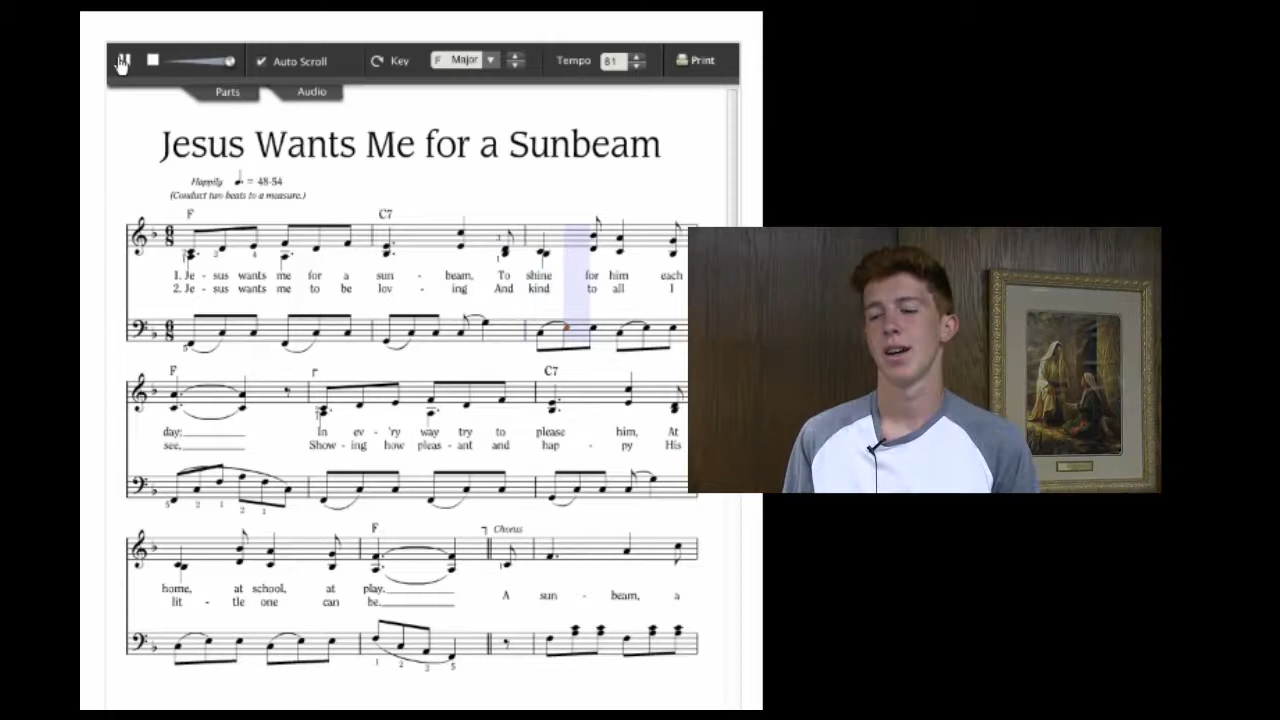 Auto Scroll Key F Major Tempo 81 Print
Parts Audio
Jesus Wants Me for a Sunbeam
Happily = 48-54
(Conduct two beats to a measure.)
F C7
1. Je - sus wants me for a sun - beam, To shine for him each
2. Je - sus wants me to be lov - ing And kind to all I
F C7
day; In ev - 'ry way try to please him, At
see, Show - ing how pleas - ant and hap - py His
F Chorus
home, at school, at play. A sun - beam, a
lit - tle one can be.